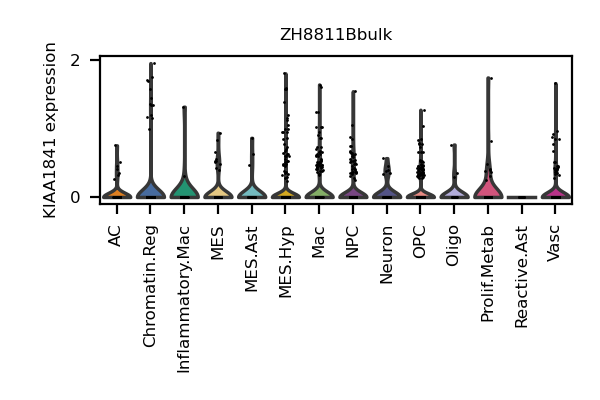 ZH8811Bbulk
KIAA1841 expression
2
0
AC
Chromatin.Reg
Inflammatory.Mac
MES
MES.Ast
MES.Hyp
Mac
NPC
Neuron
OPC
Oligo
Prolif.Metab
Reactive.Ast
Vasc